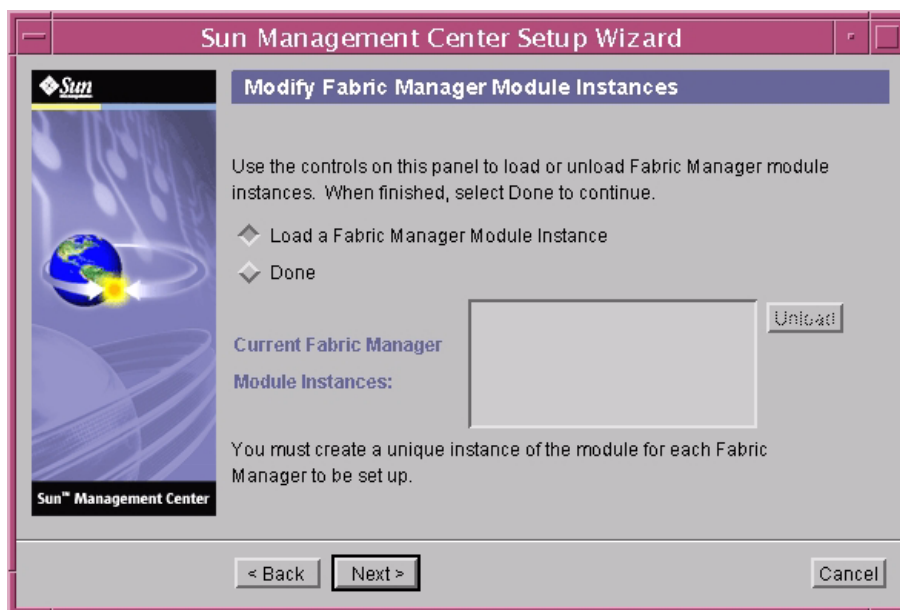 Sun Management Center Setup Wizard
Sun
Modify Fabric Manager Module Instances
Use the controls on this panel to load or unload Fabric Manager module
instances. When finished, select Done to continue.
Load a Fabric Manager Module Instance
Done
Unload
Current Fabric Manager
Module Instances:
You must create a unique instance of the module for each Fabric
Manager to be set up.
Sun™ Management Center
< Back
Next >
Cancel